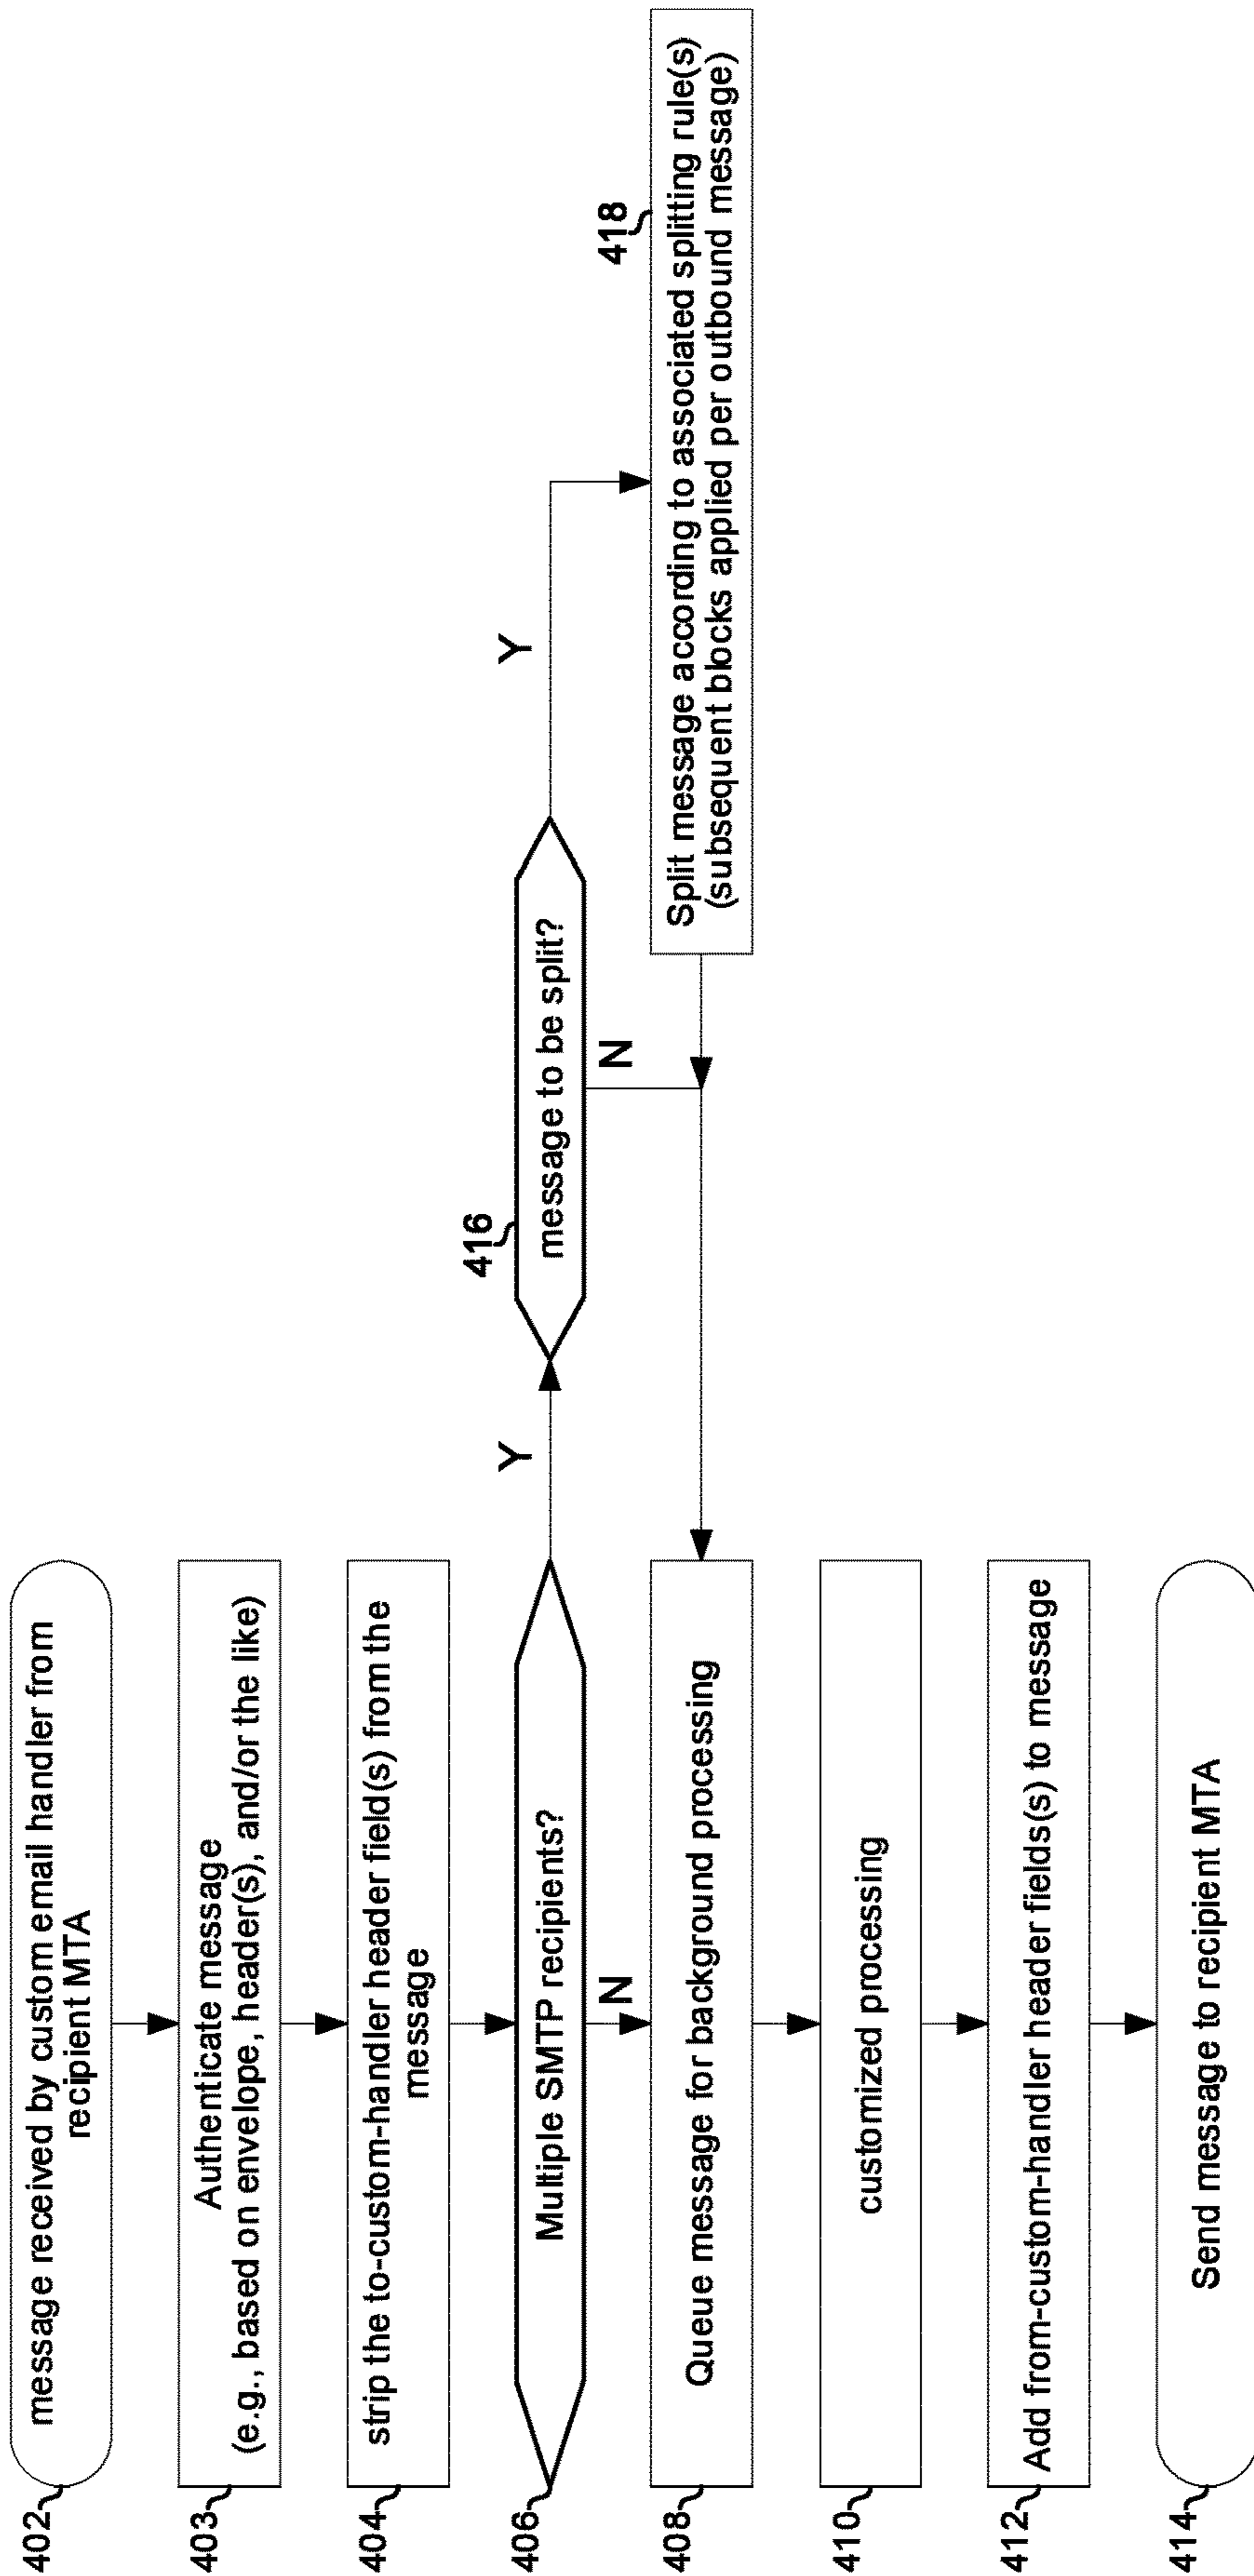 402
message received by custom email handler from
recipient MTA
403
Authenticate message
(e.g., based on envelope, header(s), and/or the like)
404
strip the to-custom-handler header field(s) from the
message
406
Multiple SMTP recipients?
Y
N
416
message to be split?
Y
N
418
Split message according to associated splitting rule(s)
(subsequent blocks applied per outbound message)
408
Queue message for background processing
410
customized processing
412
Add from-custom-handler header fields(s) to message
414
Send message to recipient MTA